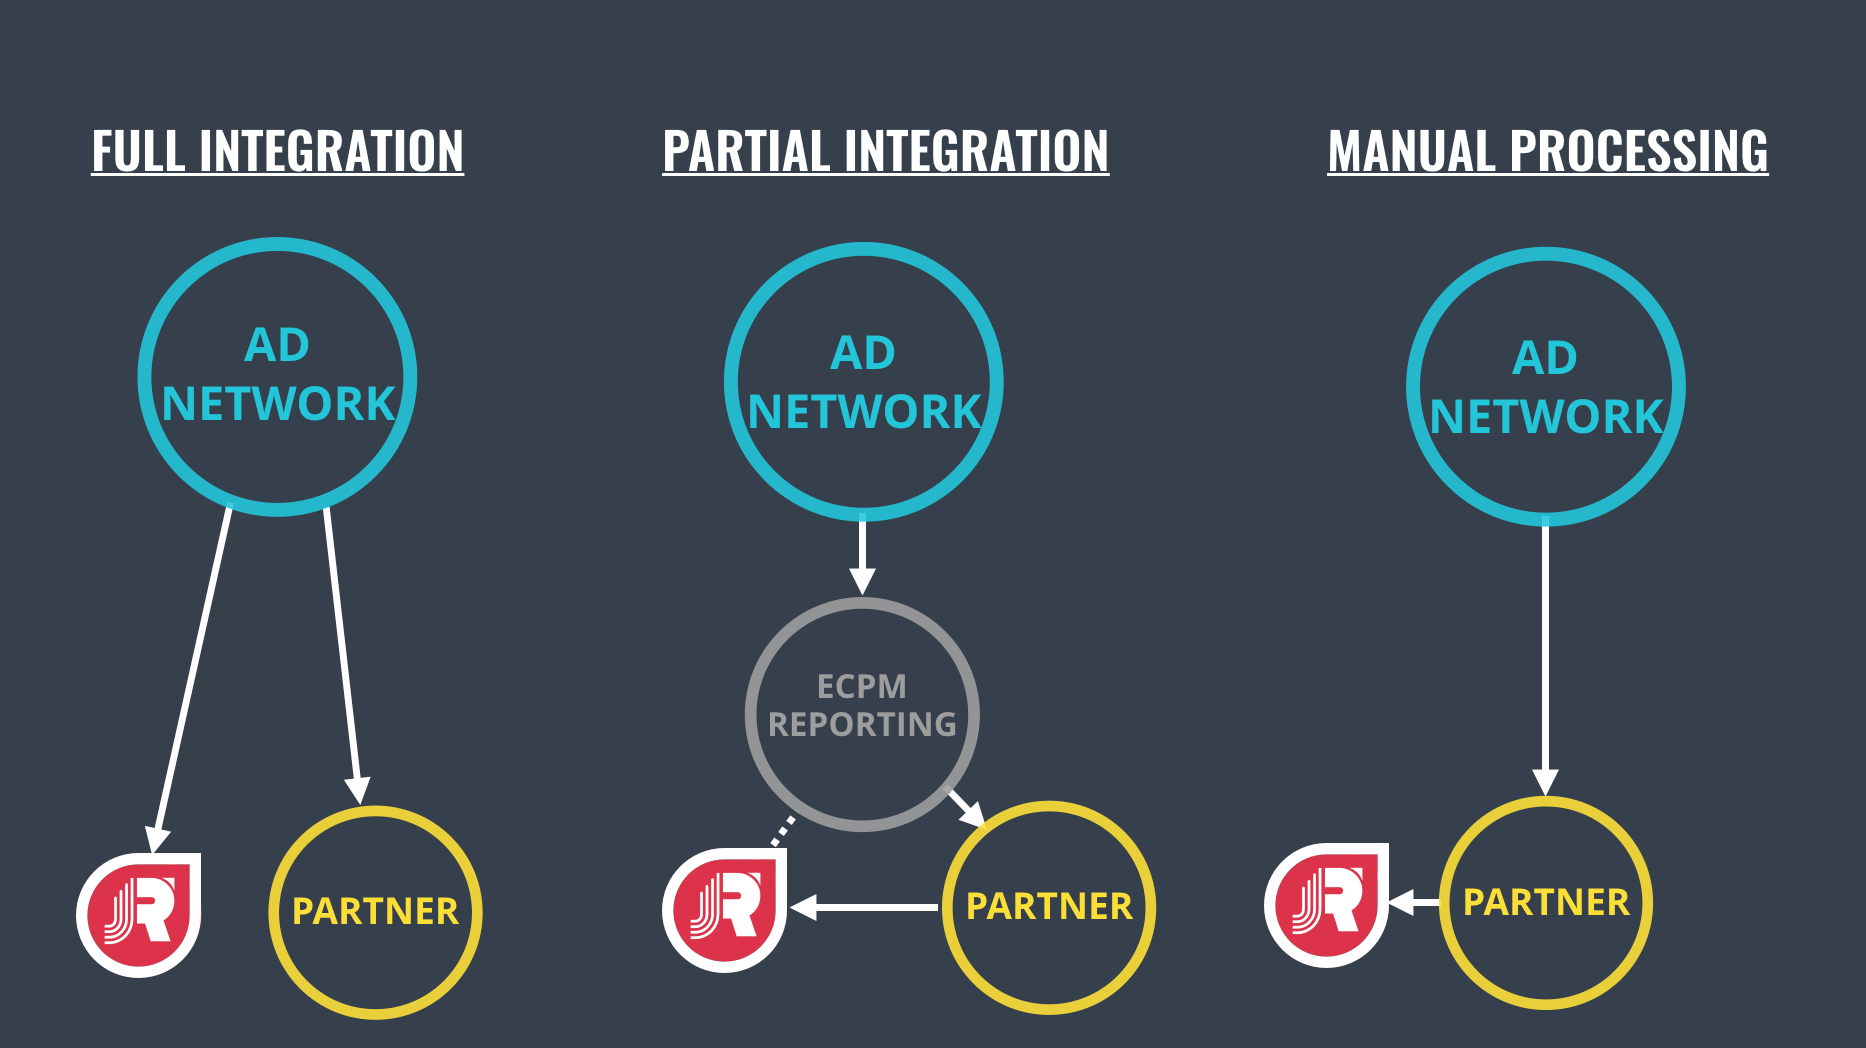 FULL INTEGRATION
AD
NETWORK
R
PARTNER
PARTIAL INTEGRATION
AD
NETWORK
ECPM
REPORTING
R
PARTNER
MANUAL PROCESSING
AD
NETWORK
R
PARTNER